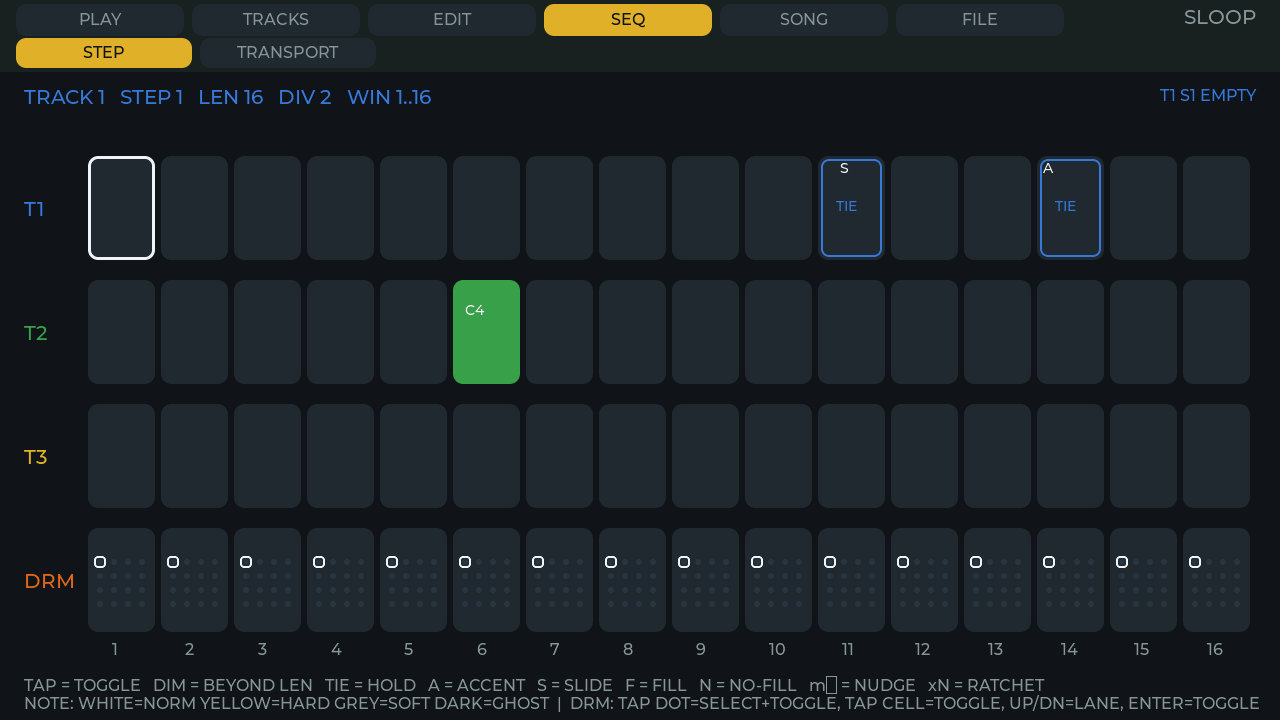 PLAY TRACKS EDIT SEQ SONG FILE SLOOP
STEP TRANSPORT
TRACK 1 STEP 1 LEN 16 DIV 2 WIN 1..16 T1 S1 EMPTY
S A
T1 TIE TIE
C4
T2
T3
DRM
1 2 3 4 5 6 7 8 9 10 11 12 13 14 15 16
TAP = TOGGLE DIM = BEYOND LEN TIE = HOLD A = ACCENT S = SLIDE F = FILL N = NO-FILL m□ = NUDGE xN = RATCHET
NOTE: WHITE=NORM YELLOW=HARD GREY=SOFT DARK=GHOST | DRM: TAP DOT=SELECT+TOGGLE, TAP CELL=TOGGLE, UP/DN=LANE, ENTER=TOGGLE